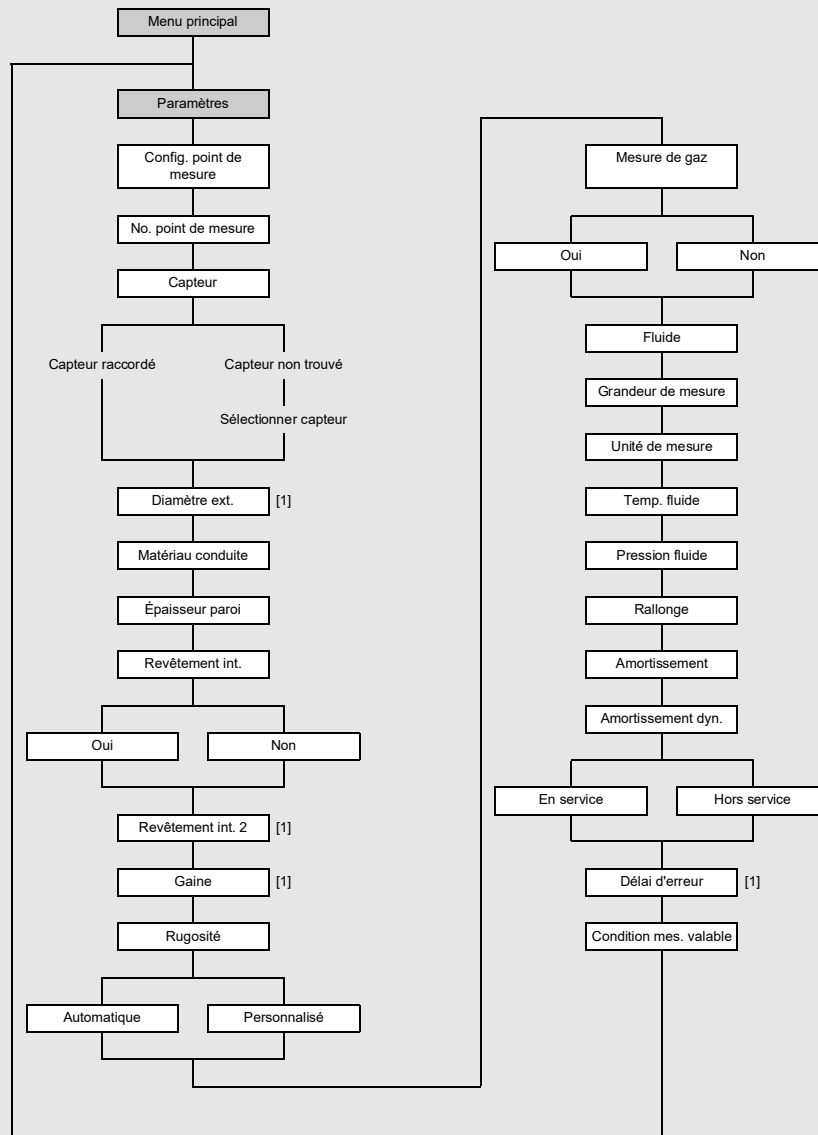 Menu principal
Paramètres
Config. point de
mesure
No. point de mesure
Capteur
Capteur raccordé
Capteur non trouvé
Sélectionner capteur
Diamètre ext.
[1]
Matériau conduite
Épaisseur paroi
Revêtement int.
Oui
Non
Revêtement int. 2
[1]
Gaine
[1]
Rugosité
Automatique
Personnalisé
Mesure de gaz
Oui
Non
Fluide
Grandeur de mesure
Unité de mesure
Temp. fluide
Pression fluide
Rallonge
Amortissement
Amortissement dyn.
En service
Hors service
Délai d'erreur
[1]
Condition mes. valable